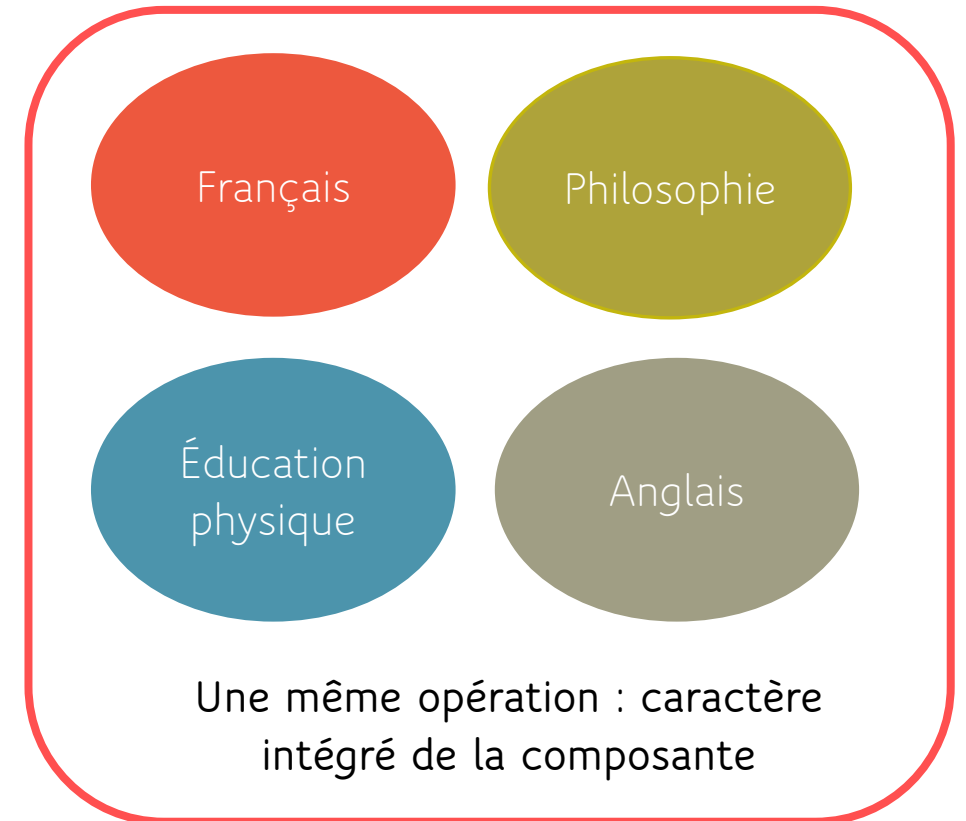 Français
Philosophie
Éducation
physique
Anglais
Une même opération : caractère
intégré de la composante